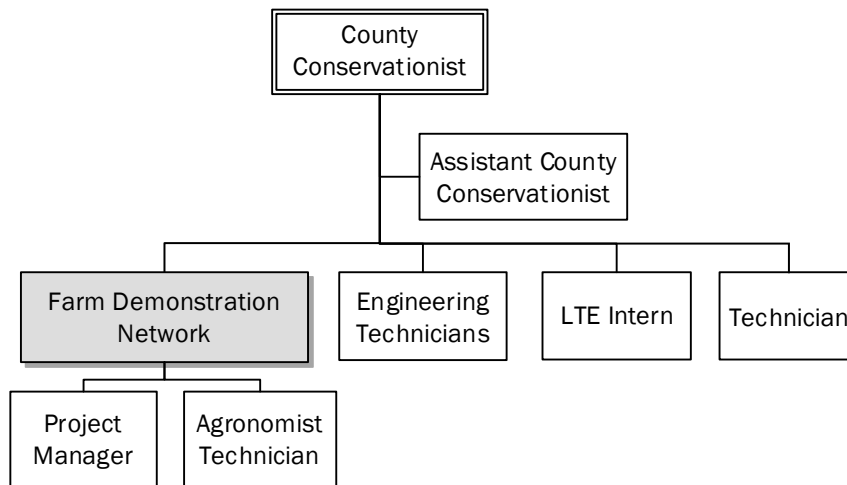 County
Conservationist
Assistant County
Conservationist
Farm Demonstration
Network
Engineering
Technicians
LTE Intern
Technician
Project
Manager
Agronomist
Technician